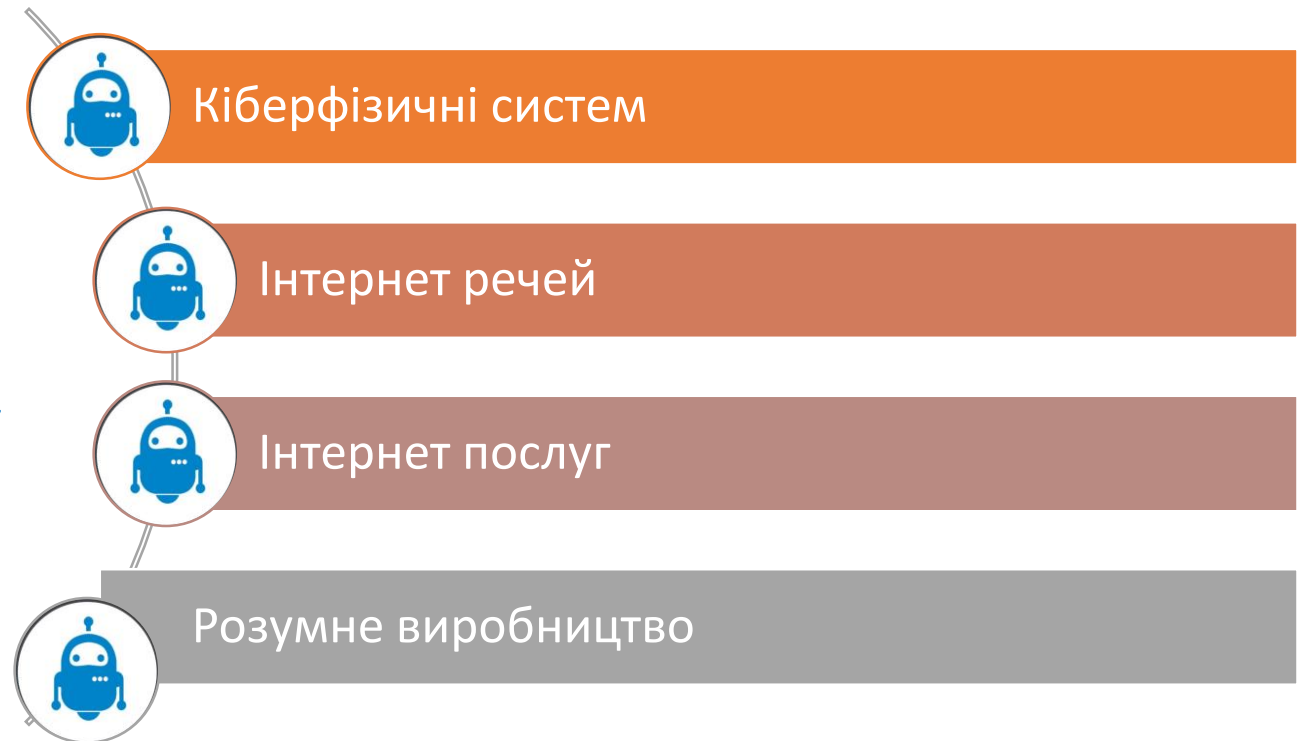 Кіберфізичні систем
Інтернет речей
Інтернет послуг
Розумне виробництво